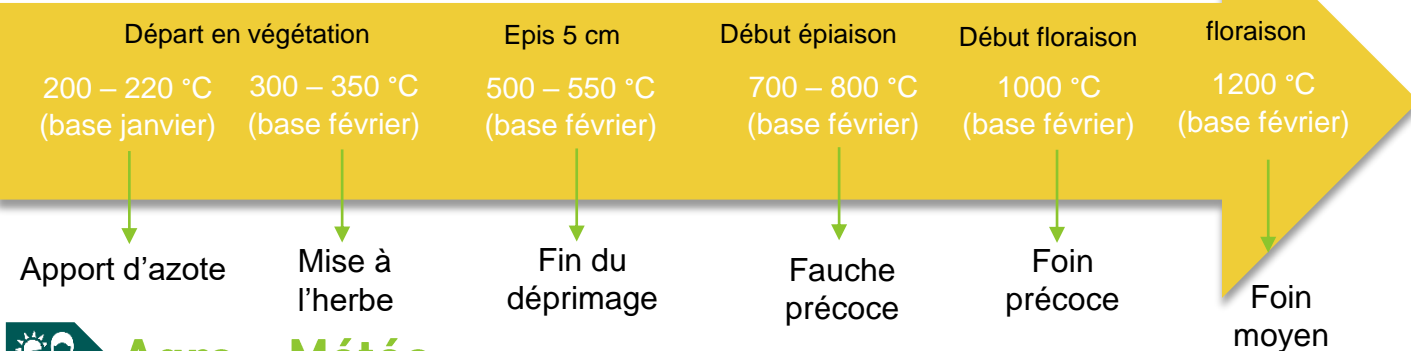 Départ en végétation
Epis 5 cm
Début épiaison
Début floraison
floraison
200 – 220 °C
(base janvier)
300 – 350 °C
(base février)
500 – 550 °C
(base février)
700 – 800 °C
(base février)
1000 °C
(base février)
1200 °C
(base février)
Apport d'azote
Mise à
l'herbe
Fin du
déprimage
Fauche
précoce
Foin
précoce
Foin
moyen